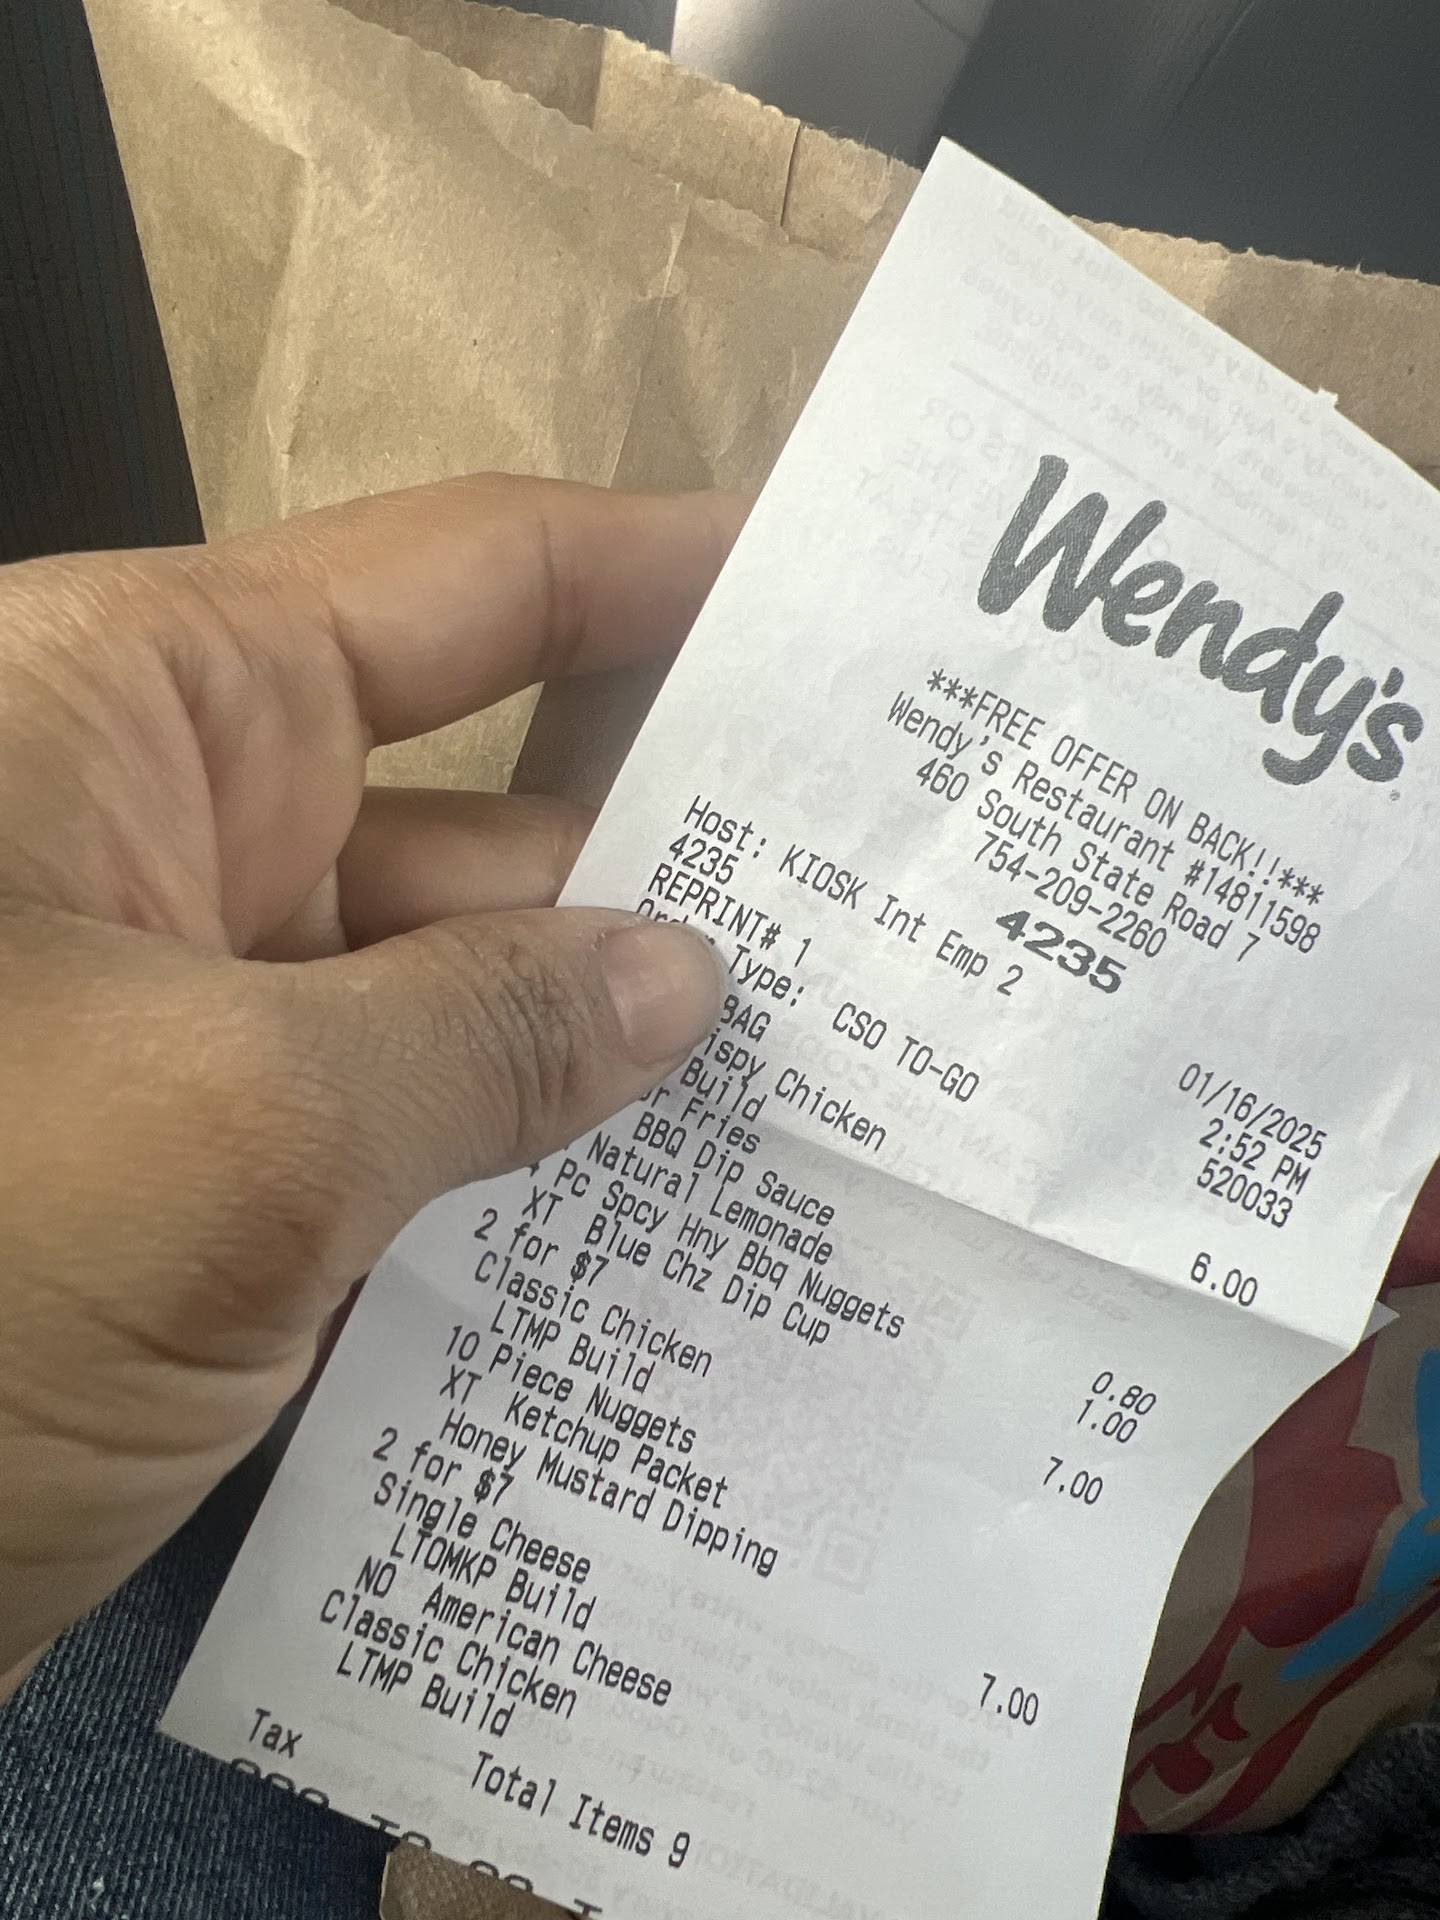 Wendy's
***FREE OFFER ON BACK!!***
Wendy's Restaurant #14811598
460 South State Road 7
754-209-2260
4235
Host: KIOSK Int Emp 2 01/16/2025
4235 2:52 PM
REPRINT# 1 520033
Type: CSO TO-GO
BAG 6.00
ispy Chicken
Build
Fries
BBQ Dip Sauce
Natural Lemonade 0.80
Pc Spcy Hny Bbq Nuggets 1.00
XT Blue Chz Dip Cup
2 for $7 7.00
Classic Chicken
LTMP Build
10 Piece Nuggets
XT Ketchup Packet
Honey Mustard Dipping
2 for $7 7.00
Single Cheese
LTOMKP Build
NO American Cheese
Classic Chicken
LTMP Build
Total Items 9
Tax